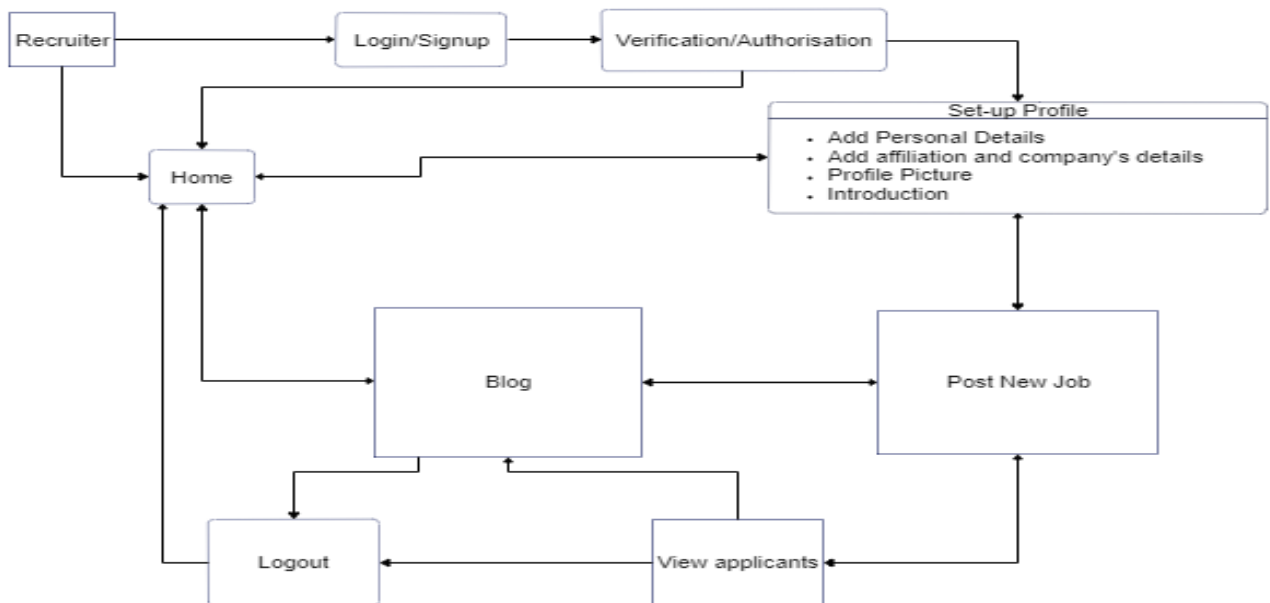 Recruiter
Login/Signup
Verification/Authorisation
Set-up Profile
Add Personal Details
Add affiliation and company's details
Profile Picture
Introduction
Home
Blog
Post New Job
Logout
View applicants